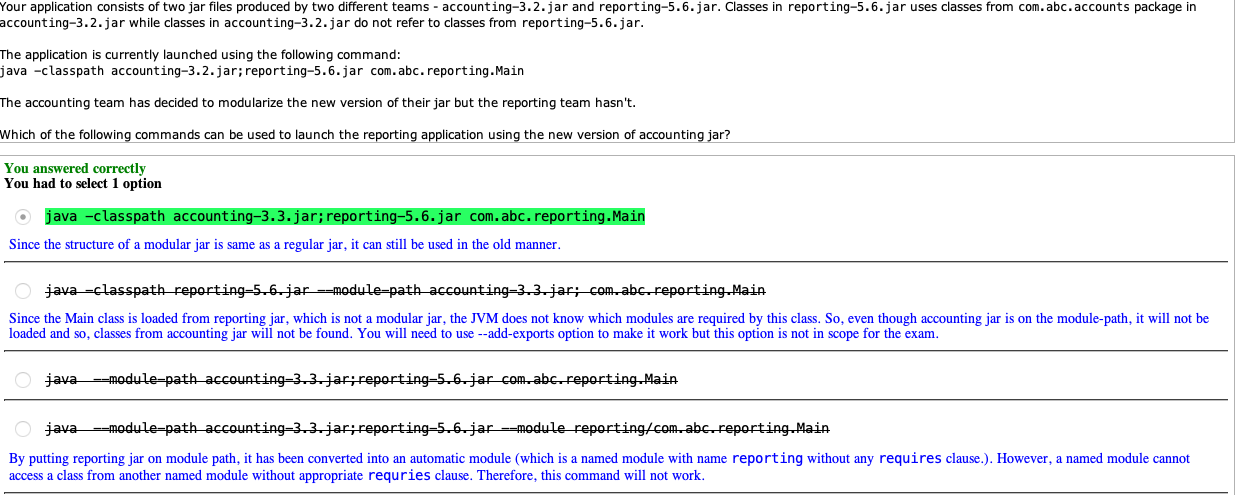 Your application consists of two jar files produced by two different teams - accounting-3.2.jar and reporting-5.6.jar. Classes in reporting-5.6.jar uses classes from com.abc.accounts package in
accounting-3.2.jar while classes in accounting-3.2.jar do not refer to classes from reporting-5.6.jar.
The application is currently launched using the following command:
java -classpath accounting-3.2.jar;reporting-5.6.jar com.abc.reporting.Main
The accounting team has decided to modularize the new version of their jar but the reporting team hasn't.
Which of the following commands can be used to launch the reporting application using the new version of accounting jar?
You answered correctly
You had to select 1 option
java -classpath accounting-3.3.jar;reporting-5.6.jar com.abc.reporting.Main
Since the structure of a modular jar is same as a regular jar, it can still be used in the old manner.
java -classpath reporting-5.6.jar --module-path accounting-3.3.jar; com.abc.reporting.Main
Since the Main class is loaded from reporting jar, which is not a modular jar, the JVM does not know which modules are required by this class. So, even though accounting jar is on the module-path, it will not be
loaded and so, classes from accounting jar will not be found. You will need to use --add-exports option to make it work but this option is not in scope for the exam.
java --module-path accounting-3.3.jar;reporting-5.6.jar com.abc.reporting.Main
java --module-path accounting-3.3.jar;reporting-5.6.jar --module reporting/com.abc.reporting.Main
By putting reporting jar on module path, it has been converted into an automatic module (which is a named module with name reporting without any requires clause.). However, a named module cannot
access a class from another named module without appropriate requries clause. Therefore, this command will not work.